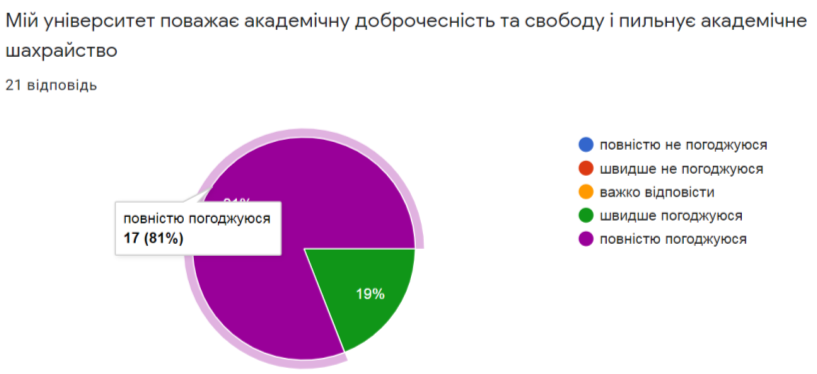 Мій університет поважає академічну доброчесність та свободу і пильнує академічне
шахрайство
21 відповідь
повністю не погоджуюся
швидше не погоджуюся
важко відповісти
швидше погоджуюся
повністю погоджуюся
повністю погоджуюся
17 (81%)
19%